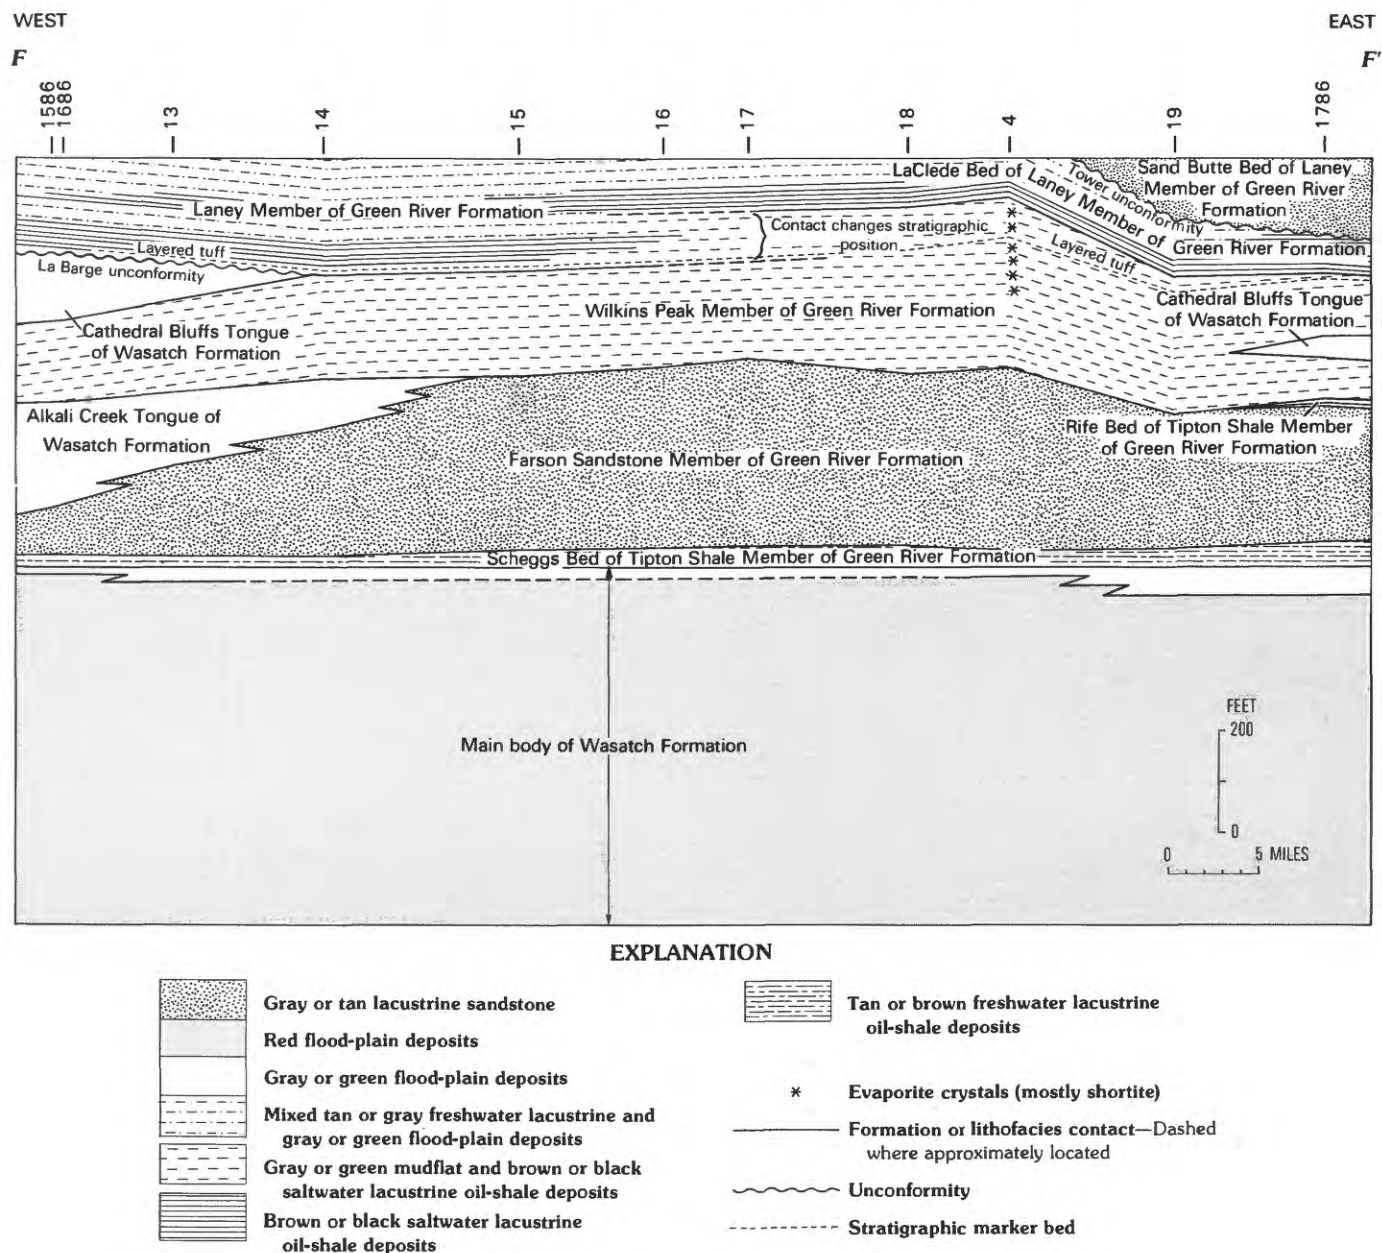 WEST
EAST
F
F'
1586
1686
13
14
15
16
17
18
4
19
1786
LaClede Bed of Laney Member of Green River Formation
Tower unconformity
Sand Butte Bed of Laney
Member of Green River
Formation
Laney Member of Green River Formation
Contact changes stratigraphic
position
Layered tuff
Layered tuff
La Barge unconformity
Cathedral Bluffs Tongue
of Wasatch Formation
Wilkins Peak Member of Green River Formation
Cathedral Bluffs Tongue
of Wasatch Formation
Alkali Creek Tongue of
Wasatch Formation
Rife Bed of Tipton Shale Member
of Green River Formation
Farson Sandstone Member of Green River Formation
Scheggs Bed of Tipton Shale Member of Green River Formation
Main body of Wasatch Formation
FEET
200
0
0 5 MILES
EXPLANATION
Gray or tan lacustrine sandstone
Red flood-plain deposits
Gray or green flood-plain deposits
Mixed tan or gray freshwater lacustrine and
gray or green flood-plain deposits
Gray or green mudflat and brown or black
saltwater lacustrine oil-shale deposits
Brown or black saltwater lacustrine
oil-shale deposits
Tan or brown freshwater lacustrine
oil-shale deposits
* Evaporite crystals (mostly shortite)
Formation or lithofacies contact—Dashed
where approximately located
Unconformity
Stratigraphic marker bed